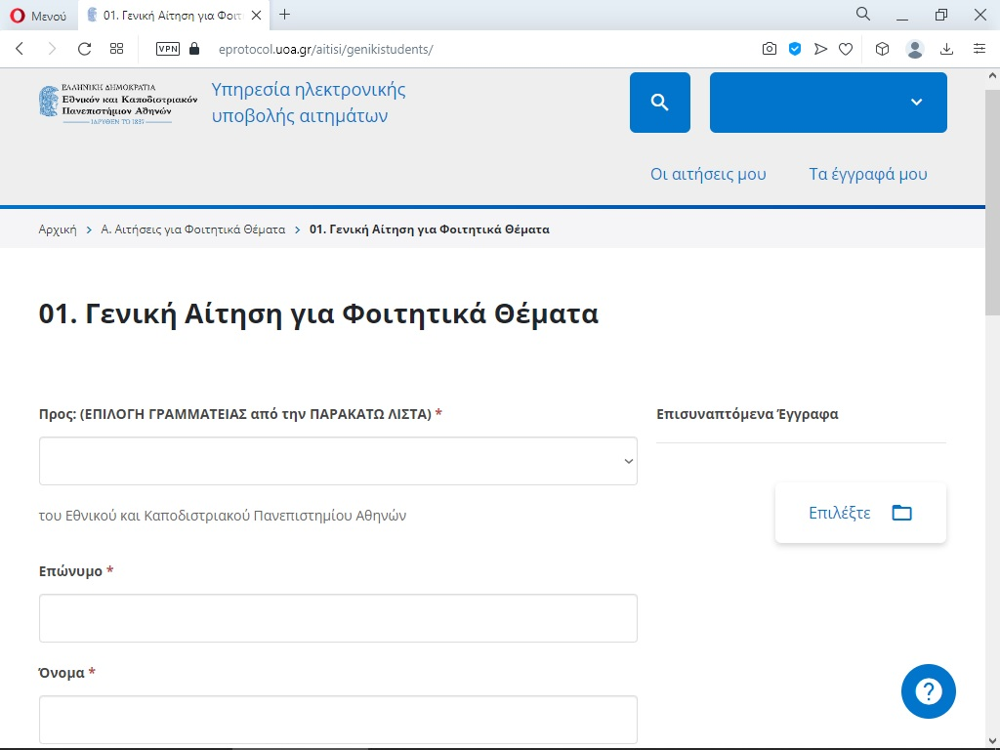 Μενού
01. Γενική Αίτηση για Φοιτ
VPN
eprotocol.uoa.gr/aitisi/genikistudents/
ΕΛΛΗΝΙΚΗ ΔΗΜΟΚΡΑΤΙΑ
Εθνικόν και Καποδιστριακόν
Πανεπιστήμιον Αθηνών
ΙΔΡΥΘΕΝ ΤΟ 1837
Υπηρεσία ηλεκτρονικής
υποβολής αιτημάτων
Οι αιτήσεις μου
Τα έγγραφά μου
Αρχική > Α. Αιτήσεις για Φοιτητικά Θέματα > 01. Γενική Αίτηση για Φοιτητικά Θέματα
01. Γενική Αίτηση για Φοιτητικά Θέματα
Προς: (ΕΠΙΛΟΓΗ ΓΡΑΜΜΑΤΕΙΑΣ από την ΠΑΡΑΚΑΤΩ ΛΙΣΤΑ) *
του Εθνικού και Καποδιστριακού Πανεπιστημίου Αθηνών
Επώνυμο *
Όνομα *
Επισυναπτόμενα Έγγραφα
Επιλέξτε
?